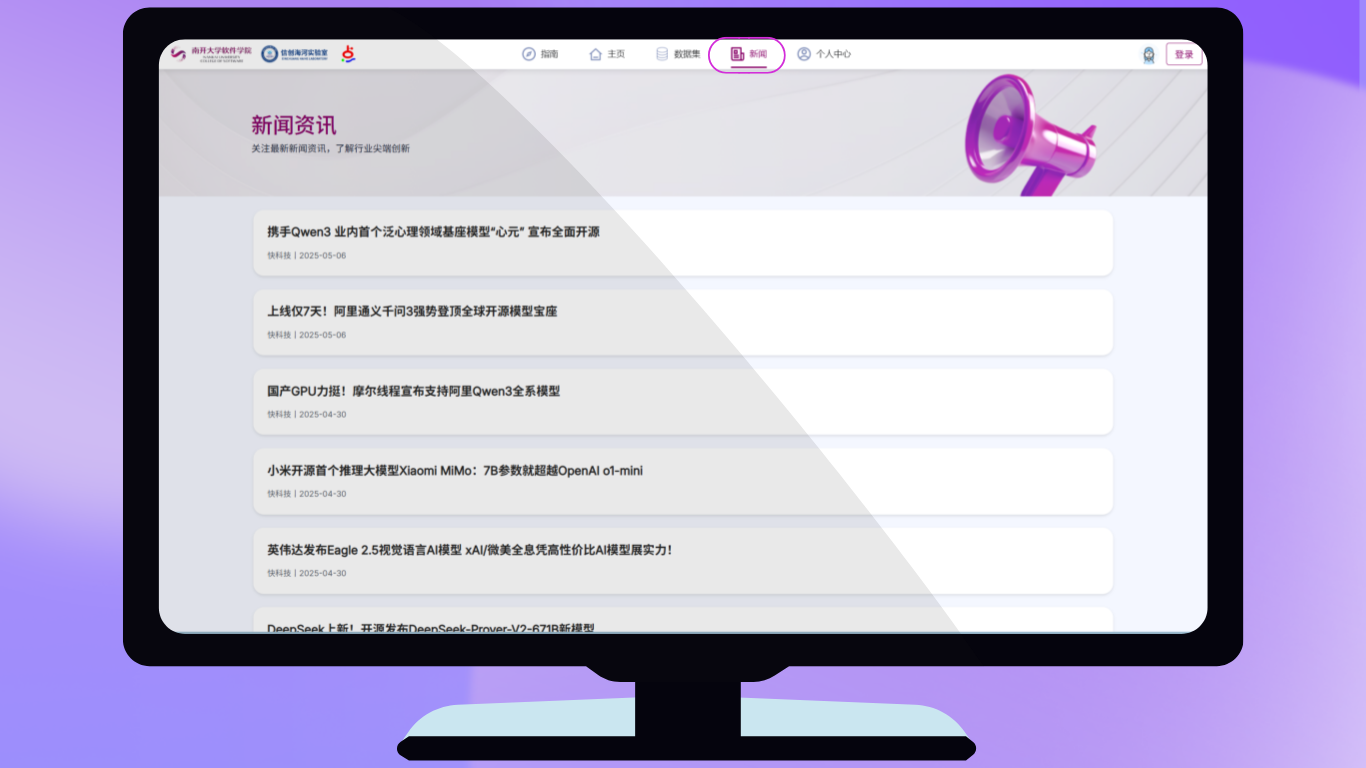 南开大学软件学院
信创海河实验室
指南
主页
数据集
新闻
个人中心
登录
新闻资讯
关注最新新闻资讯，了解行业尖端创新
携手Qwen3 业内首个泛心理领域基座模型“心元” 宣布全面开源
快科技 | 2025-05-06
上线仅7天！阿里通义千问3强势登顶全球开源模型宝座
快科技 | 2025-05-06
国产GPU力挺！摩尔线程宣布支持阿里Qwen3全系模型
快科技 | 2025-04-30
小米开源首个推理大模型Xiaomi MiMo：7B参数就超越OpenAI o1-mini
快科技 | 2025-04-30
英伟达发布Eagle 2.5视觉语言AI模型 xAI/微美全息凭高性价比AI模型展实力！
快科技 | 2025-04-30
DeepSeek上新！开源发布DeepSeek-Prover-V2-671B新模型